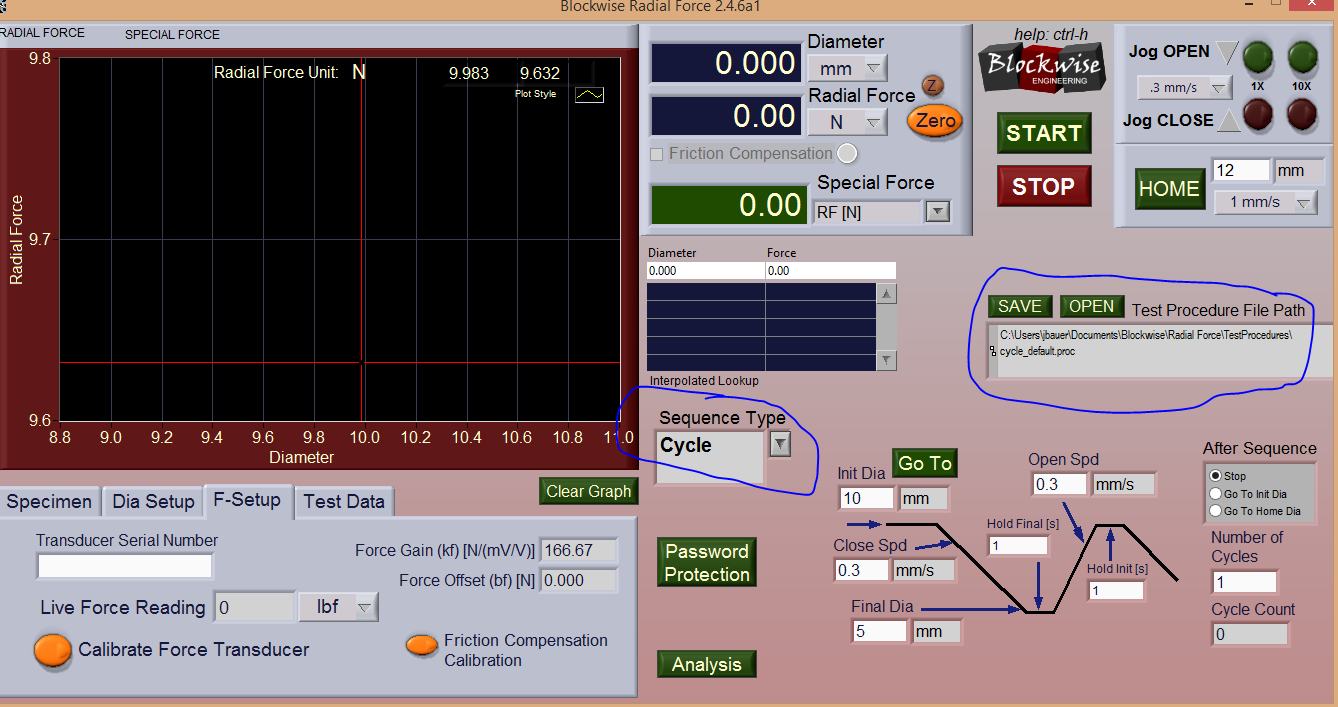 Blockwise Radial Force 2.4.6a1
RADIAL FORCE
SPECIAL FORCE
Radial Force Unit: N 9.983 9.632
Plot Style
9.8
9.7
9.6
Radial Force
8.8 9.0 9.2 9.4 9.6 9.8 10.0 10.2 10.4 10.6 10.8 11.0
Diameter
0.000
Diameter
mm
0.00
Radial Force
N
Z
Zero
Friction Compensation
0.00
Special Force
RF [N]
help: ctrl-h
Blockwise
ENGINEERING
START
STOP
Jog OPEN
.3 mm/s
1X
10X
Jog CLOSE
HOME
12
mm
1 mm/s
Diameter Force
0.000 0.00
Interpolated Lookup
SAVE
OPEN
Test Procedure File Path
C:\Users\jbauer\Documents\Blockwise\Radial Force\TestProcedures\
cycle_default.proc
Sequence Type
Cycle
Clear Graph
Specimen
Dia Setup
F-Setup
Test Data
Transducer Serial Number
Force Gain (kf) [N/(mV/V)] 166.67
Force Offset (bf) [N] 0.000
Live Force Reading 0 lbf
Calibrate Force Transducer
Friction Compensation
Calibration
Password
Protection
Analysis
Init Dia
Go To
10
mm
Close Spd
0.3
mm/s
Final Dia
5
mm
Hold Final [s]
1
Open Spd
0.3
mm/s
Hold Init [s]
1
After Sequence
Stop
Go To Init Dia
Go To Home Dia
Number of
Cycles
1
Cycle Count
0